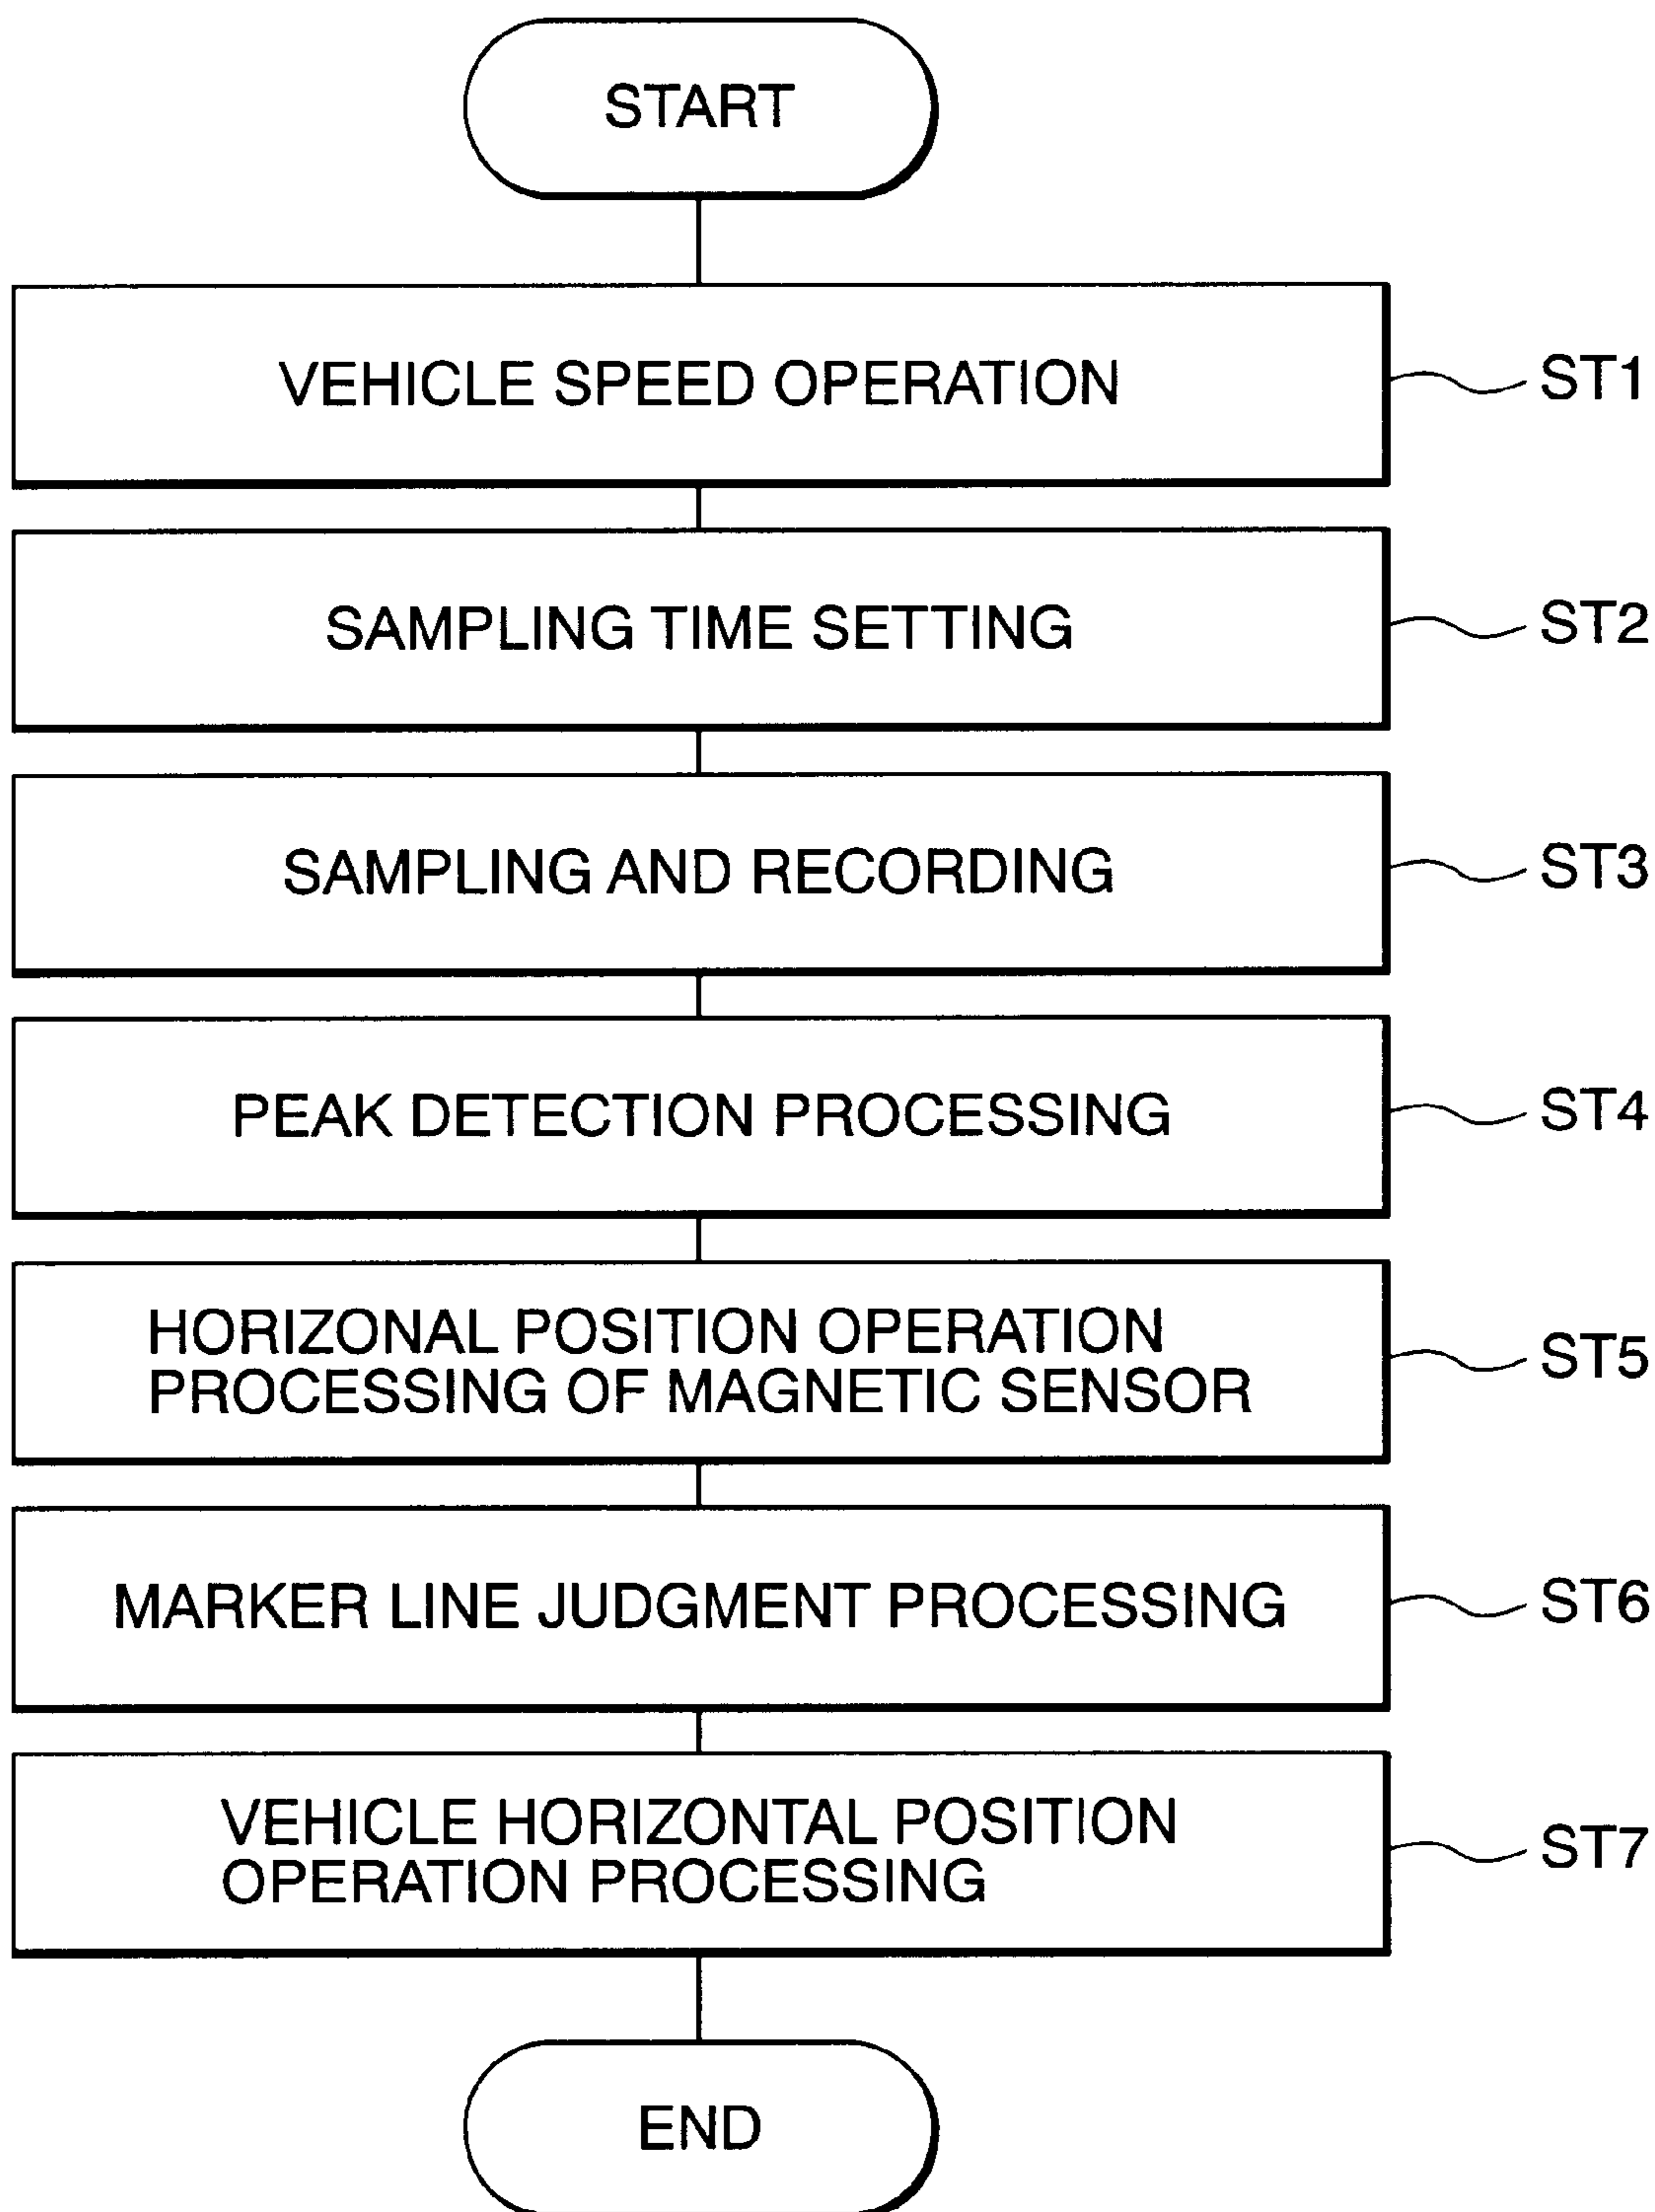 START
VEHICLE SPEED OPERATION
ST1
SAMPLING TIME SETTING
ST2
SAMPLING AND RECORDING
ST3
PEAK DETECTION PROCESSING
ST4
HORIZONAL POSITION OPERATION
PROCESSING OF MAGNETIC SENSOR
ST5
MARKER LINE JUDGMENT PROCESSING
ST6
VEHICLE HORIZONTAL POSITION
OPERATION PROCESSING
ST7
END